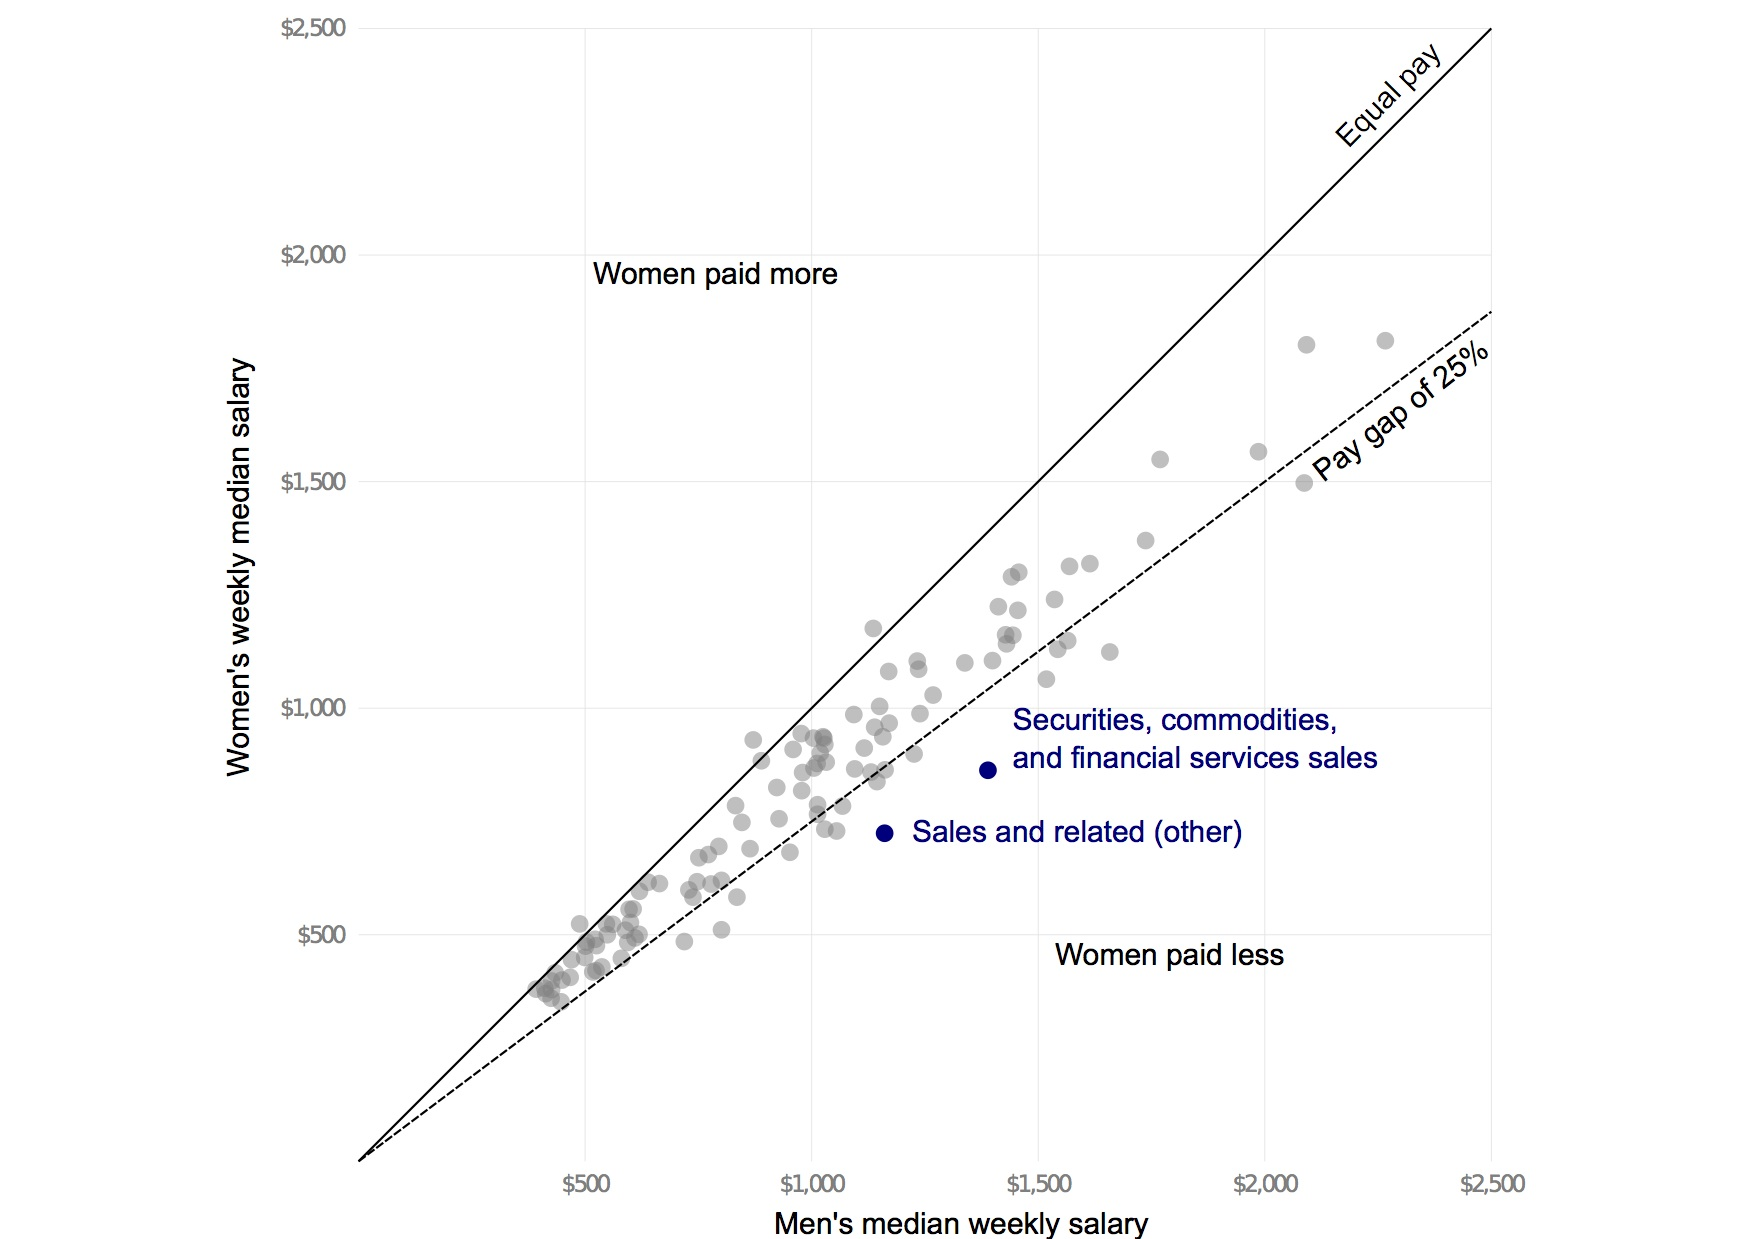 $2,500
Equal pay
$2,000
Women paid more
Pay gap of 25%
Women's weekly median salary
$1,500
$1,000
Securities, commodities,
and financial services sales
Sales and related (other)
$500
Women paid less
$500
$1,000
$1,500
$2,000
$2,500
Men's median weekly salary